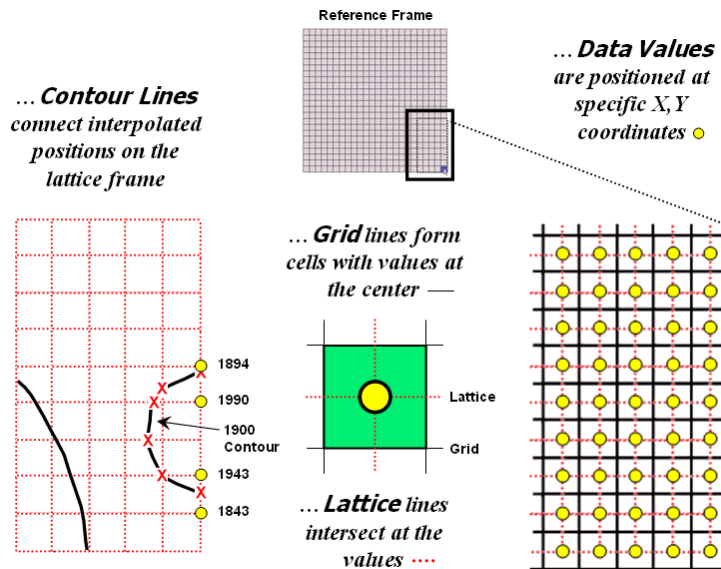 Reference Frame
... Contour Lines
connect interpolated
positions on the
lattice frame
... Data Values
are positioned at
specific X, Y
coordinates
... Grid lines form
cells with values at
the center
1894
X
X
1990
X
1900
Contour
X
1943
X
X
1843
Lattice
Grid
... Lattice lines
intersect at the
values